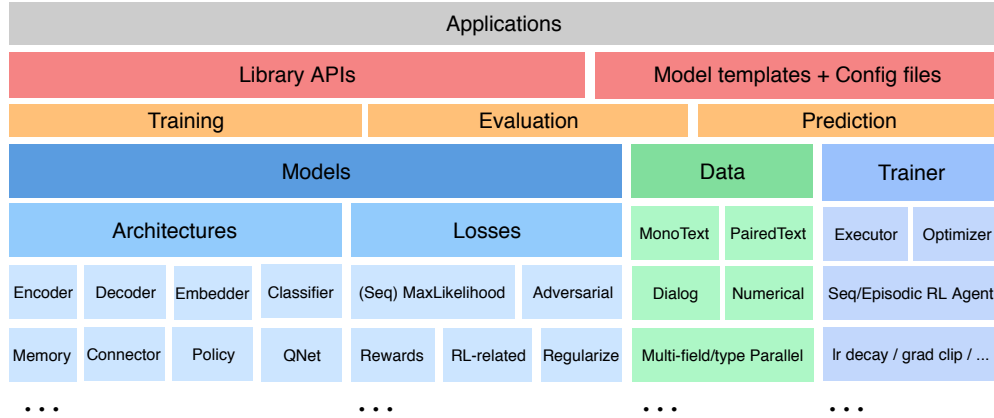 Applications
Library APIs Model templates + Config files
Training Evaluation Prediction
Models Data Trainer
Architectures Losses MonoText PairedText Executor Optimizer
Encoder Decoder Embedder Classifier (Seq) MaxLikelihood Adversarial Dialog Numerical Seq/Episodic RL Agent
Memory Connector Policy QNet Rewards RL-related Regularize Multi-field/type Parallel lr decay / grad clip / ...
... ... ... ...